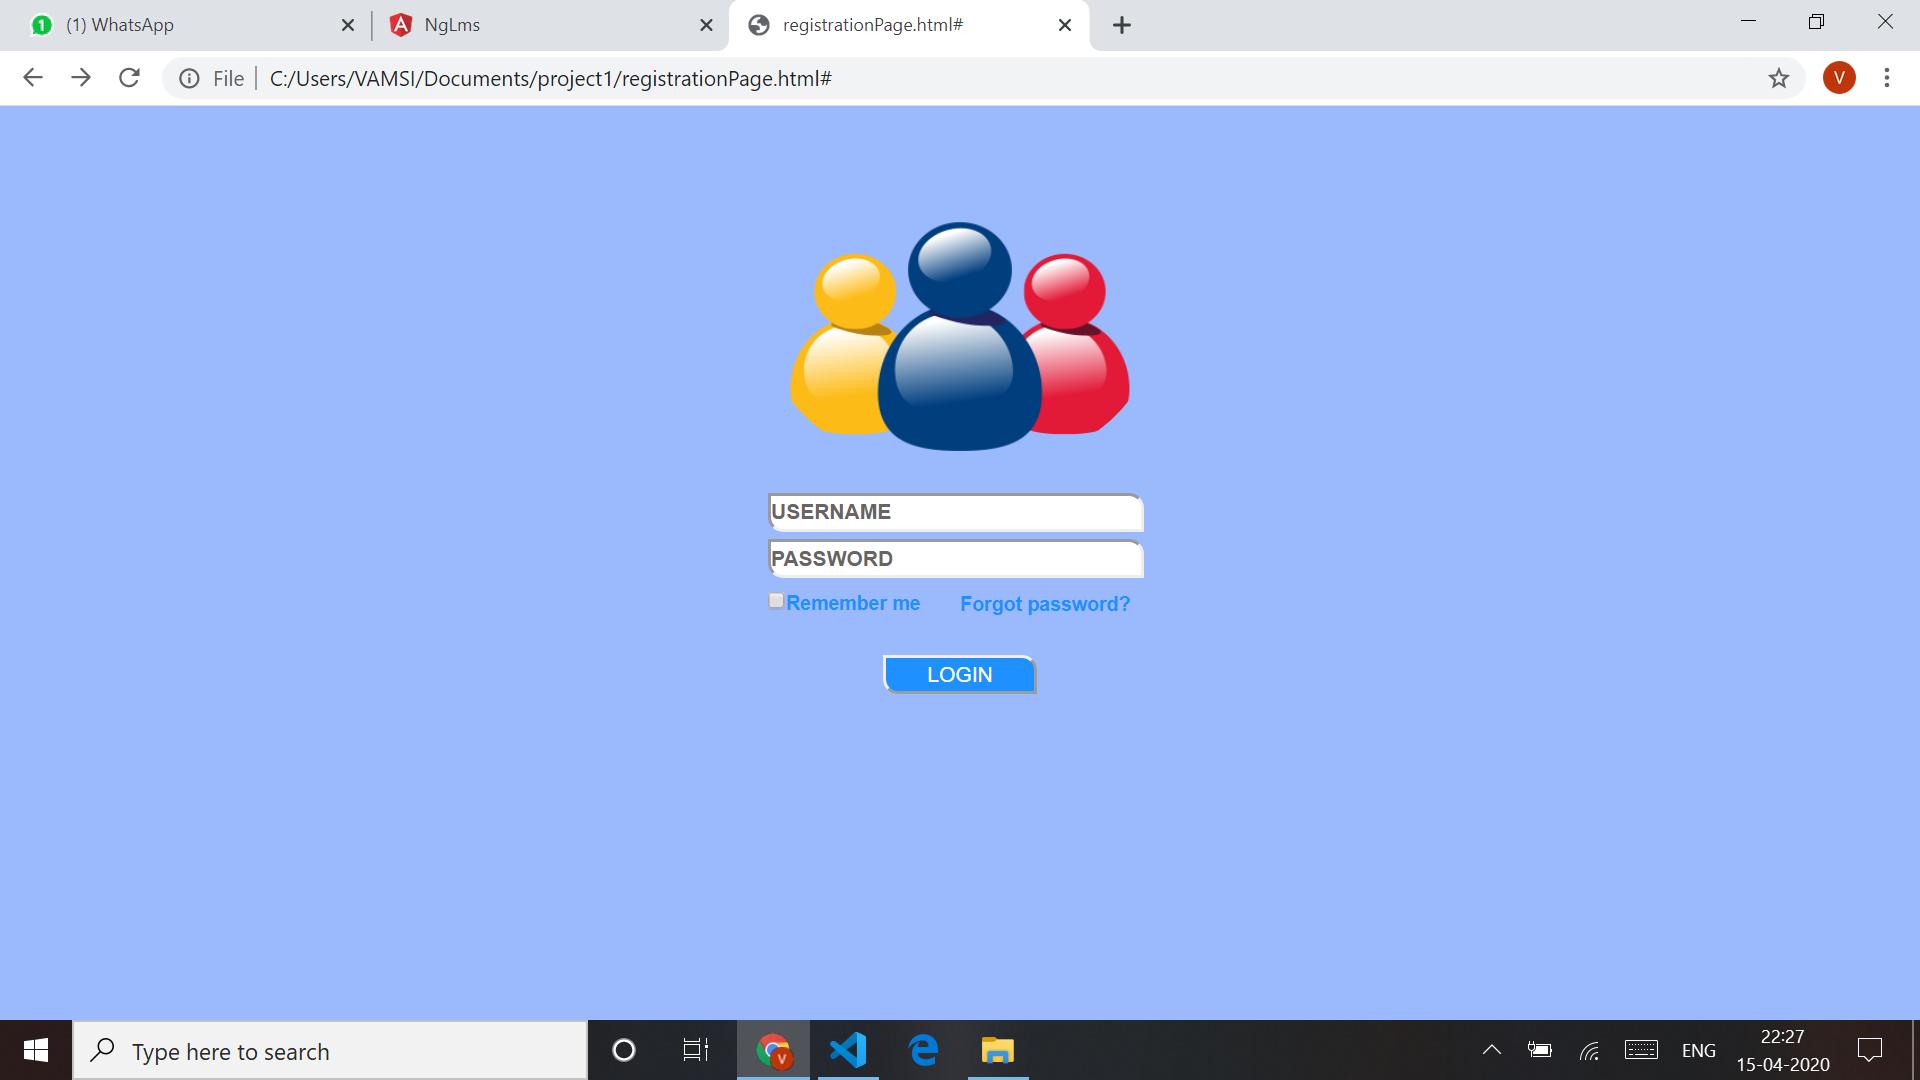 1 (1) WhatsApp
NgLms
registrationPage.html#
File C:/Users/VAMSI/Documents/project1/registrationPage.html#
V
USERNAME
PASSWORD
Remember me Forgot password?
LOGIN
Type here to search
V
ENG
22:27
15-04-2020